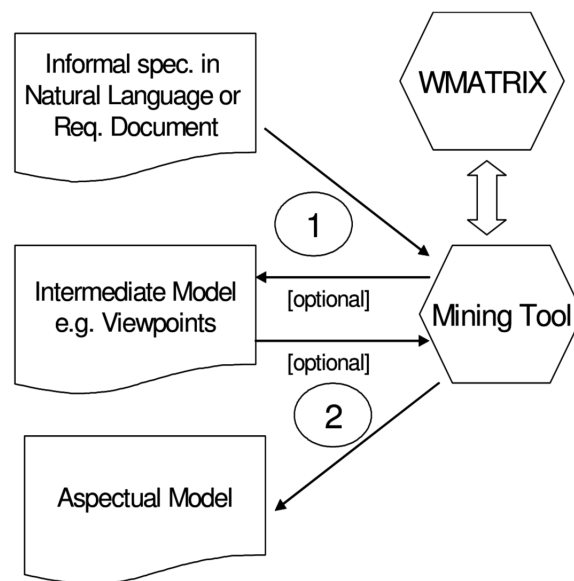 Informal spec. in
Natural Language or
Req. Document
WMATRIX
1
Intermediate Model
e.g. Viewpoints
[optional]
Mining Tool
[optional]
2
Aspectual Model